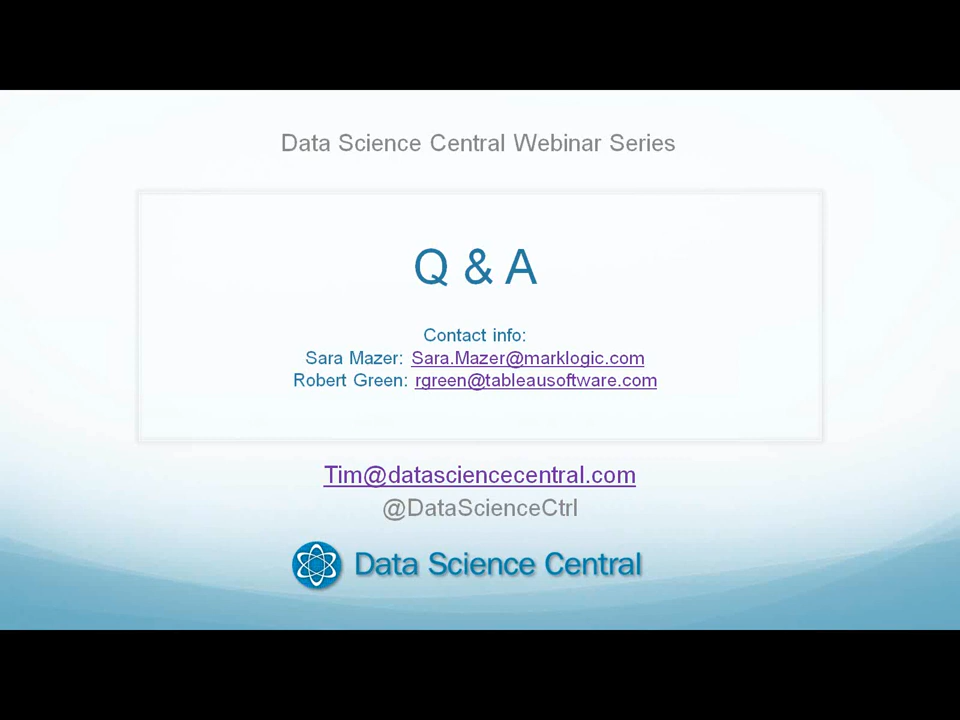 Data Science Central Webinar Series
Q & A
Contact info:
Sara Mazer: Sara.Mazer@marklogic.com
Robert Green: rgreen@tableausoftware.com
Tim@datasciencecentral.com
@DataScienceCtrl
Data Science Central